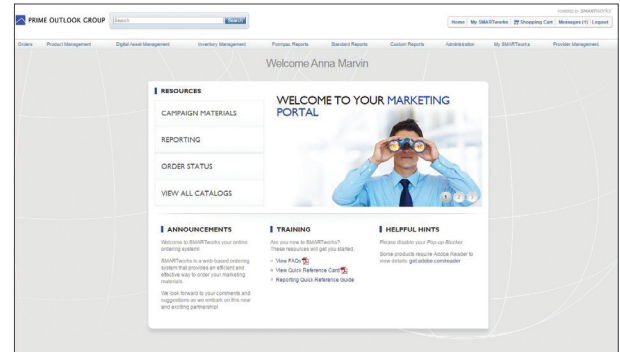 POWERED BY SMARTworks
PRIME OUTLOOK GROUP
Search
Search
Home My SMARTworks Shopping Cart Messages (1) Logout
Orders Product Management Digital Asset Management Inventory Management Pureques Reports Standard Reports Custom Reports Administration My SMARTworks Provider Management
Welcome Anna Marvin
RESOURCES
CAMPAIGN MATERIALS
REPORTING
ORDER STATUS
VIEW ALL CATALOGS
WELCOME TO YOUR MARKETING
PORTAL
1 2 3
ANNOUNCEMENTS
Welcome to SMARTworks your online
ordering system!
SMARTworks is a web-based ordering
system that provides an efficient and
effective way to order your marketing
materials.
We look forward to your comments and
suggestions as we embark on this new
and exciting partnership!
TRAINING
Are you new to SMARTworks?
These resources will get you started.
View FAQs
View Quick Reference Card
Reporting Quick Reference Guide
HELPFUL HINTS
Please disable your Pop-up Blocker.
Some products require Adobe Reader to
view details: get.adobe.com/reader